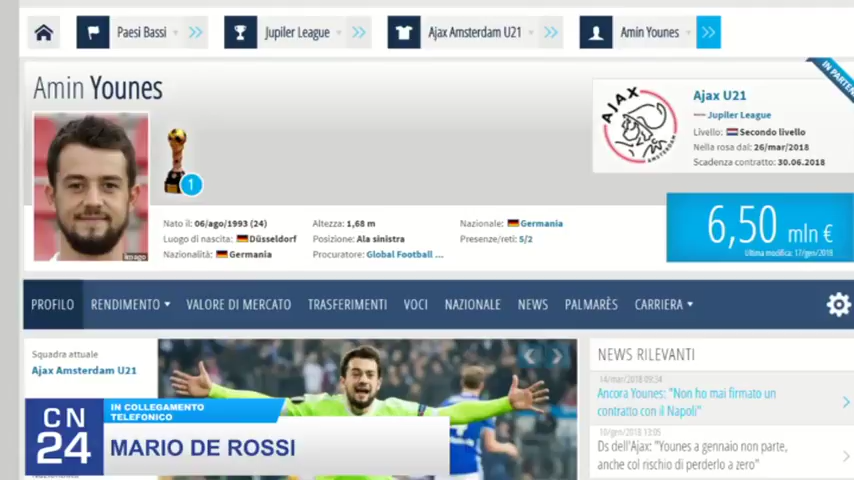 Paesi Bassi
Jupiler League
Ajax Amsterdam U21
Amin Younes
Amin Younes
AJAX
AMSTERDAM
Ajax U21
Jupiler League
Livello: Secondo livello
Nella rosa dal: 26/mar/2018
Scadenza contratto: 30.06.2018
IN PARTEN
1
imago
Nato il: 06/ago/1993 (24)
Luogo di nascita: Düsseldorf
Nazionalità: Germania
Altezza: 1,68 m
Posizione: Ala sinistra
Procuratore: Global Football ...
Nazionale: Germania
Presenze/reti: 5/2
6,50 mln €
Ultima modifica: 17/gen/2018
PROFILO RENDIMENTO VALORE DI MERCATO TRASFERIMENTI VOCI NAZIONALE NEWS PALMARÈS CARRIERA
Squadra attuale
Ajax Amsterdam U21
NEWS RILEVANTI
14/mar/2018 09:34
Ancora Younes: "Non ho mai firmato un
contratto con il Napoli"
10/gen/2018 13:05
Ds dell'Ajax: "Younes a gennaio non parte,
anche col rischio di perderlo a zero"
CN
24
IN COLLEGAMENTO
TELEFONICO
MARIO DE ROSSI